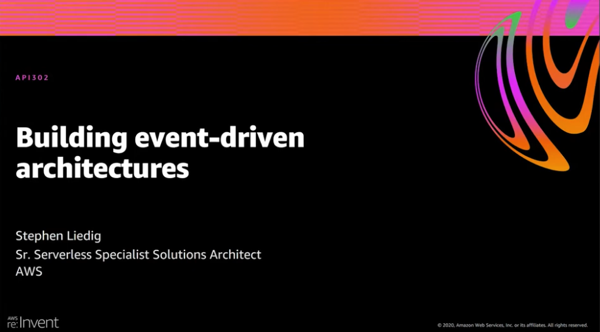 API302
Building event-driven
architectures
Stephen Liedig
Sr. Serverless Specialist Solutions Architect
AWS
AWS
re:Invent
© 2020, Amazon Web Services, Inc. or its affiliates. All rights reserved.